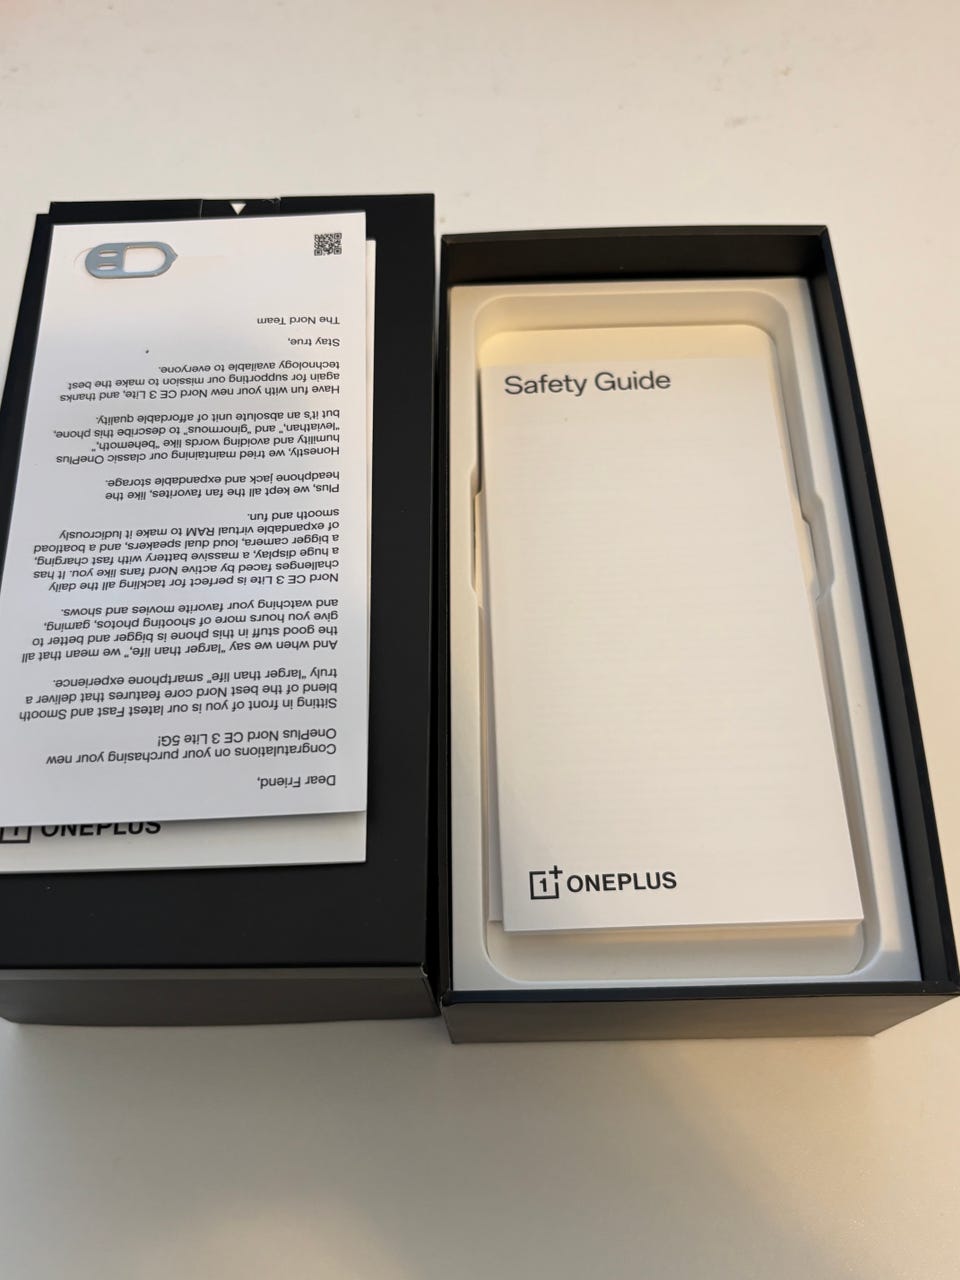 Dear Friend,
Congratulations on your purchasing your new
OnePlus Nord CE 3 Lite 5G!
Sitting in front of you is our latest Fast and Smooth
blend of the best Nord core features that deliver a
truly "larger than life" smartphone experience.
And when we say "larger than life," we mean that all
the good stuff in this phone is bigger and better to
give you hours more of shooting photos, gaming,
and watching your favorite movies and shows.
Nord CE 3 Lite is perfect for tackling all the daily
challenges faced by active Nord fans like you. It has
a huge display, a massive battery with fast charging,
a bigger camera, loud dual speakers, and a boatload
of expandable virtual RAM to make it ludicrously
smooth and fun.
Plus, we kept all the fan favorites, like the
headphone jack and expandable storage.
Honestly, we tried maintaining our classic OnePlus
humility and avoiding words like "behemoth,"
"leviathan," and "ginormous" to describe this phone,
but it's an absolute unit of affordable quality.
Have fun with your new Nord CE 3 Lite, and thanks
again for supporting our mission to make the best
technology available to everyone.
Stay true,
The Nord Team
1 ONEPLUS
Safety Guide
1+ ONEPLUS